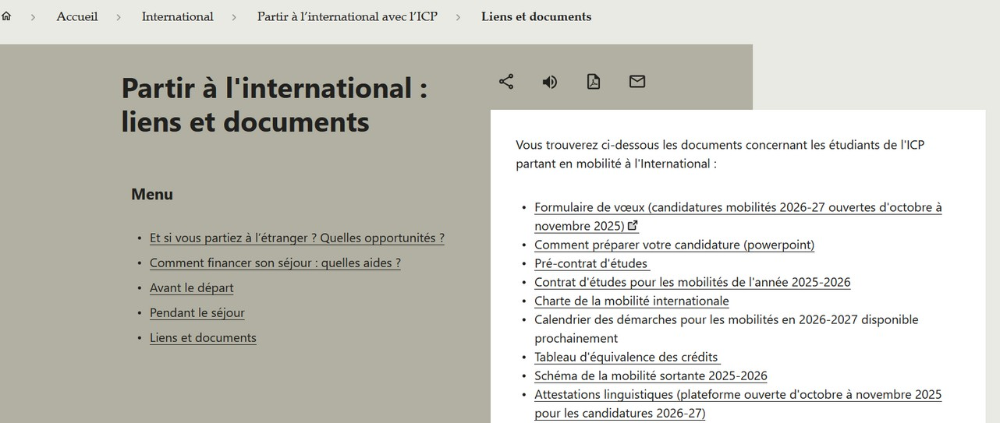 Accueil > International > Partir à l’international avec l’ICP > Liens et documents
Partir à l'international :
liens et documents
Menu
• Et si vous partiez à l’étranger ? Quelles opportunités ?
• Comment financer son séjour : quelles aides ?
• Avant le départ
• Pendant le séjour
• Liens et documents
Vous trouverez ci-dessous les documents concernant les étudiants de l'ICP
partant en mobilité à l'International :
• Formulaire de vœux (candidatures mobilités 2026-27 ouvertes d'octobre à
novembre 2025)
• Comment préparer votre candidature (powerpoint)
• Pré-contrat d'études
• Contrat d'études pour les mobilités de l'année 2025-2026
• Charte de la mobilité internationale
• Calendrier des démarches pour les mobilités en 2026-2027 disponible
prochainement
• Tableau d'équivalence des crédits
• Schéma de la mobilité sortante 2025-2026
• Attestations linguistiques (plateforme ouverte d'octobre à novembre 2025
pour les candidatures 2026-27)